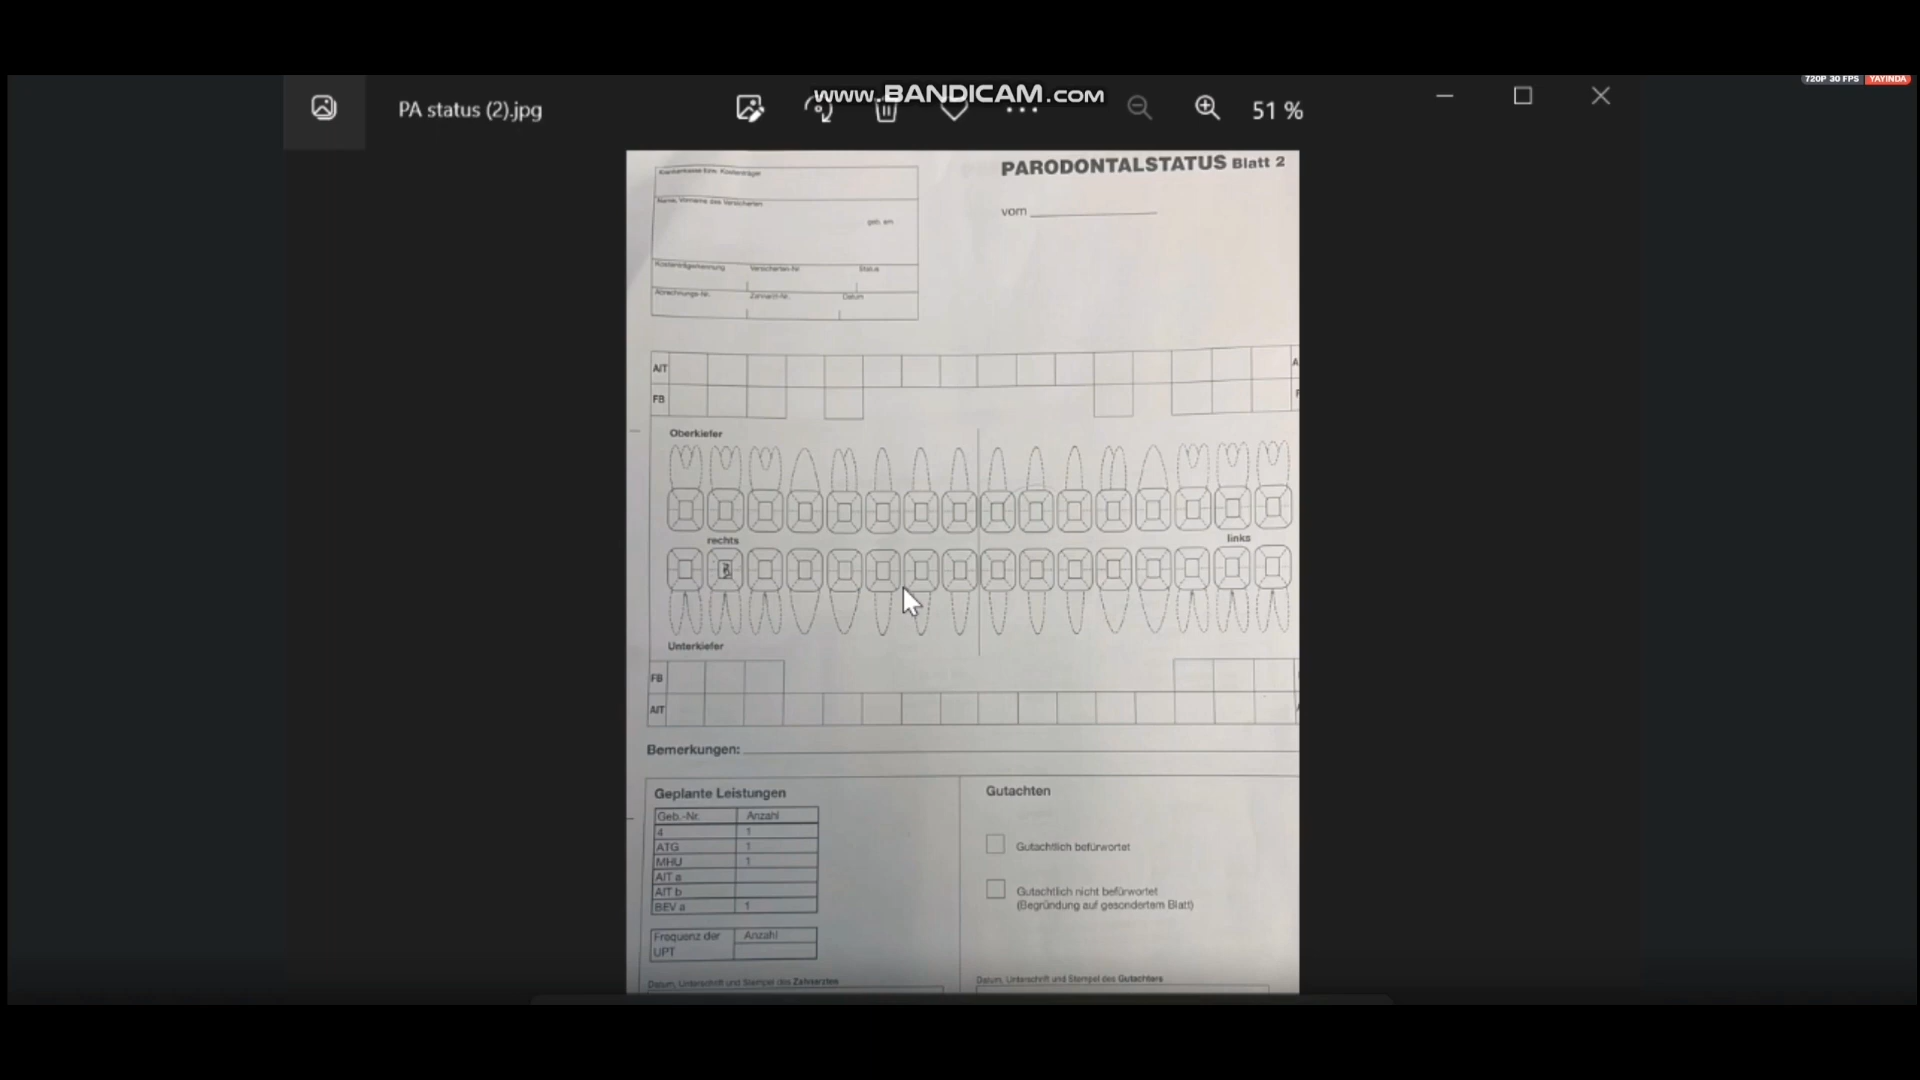 www.BANDICAM.com
720P 30 FPS YAYINDA
PA status (2).jpg
51 %
PARODONTALSTATUS Blatt 2
vom
Krankenkasse bzw. Kostenträger
Name, Vorname des Versicherten
geb. am
Kostenträgerkennung Versicherten-Nr. Status
Abrechnungs-Nr. Zahnarzt-Nr. Datum
AIT
FB
Oberkiefer
rechts links
Unterkiefer
FB
AIT
Bemerkungen:
Geplante Leistungen
Geb.-Nr. Anzahl
4 1
ATG 1
MHU 1
AIT a
AIT b
BEV a 1
Frequenz der Anzahl
UPT
Datum, Unterschrift und Stempel des Zahnarztes
Gutachten
Gutachtlich befürwortet
Gutachtlich nicht befürwortet
(Begründung auf gesondertem Blatt)
Datum, Unterschrift und Stempel des Gutachters